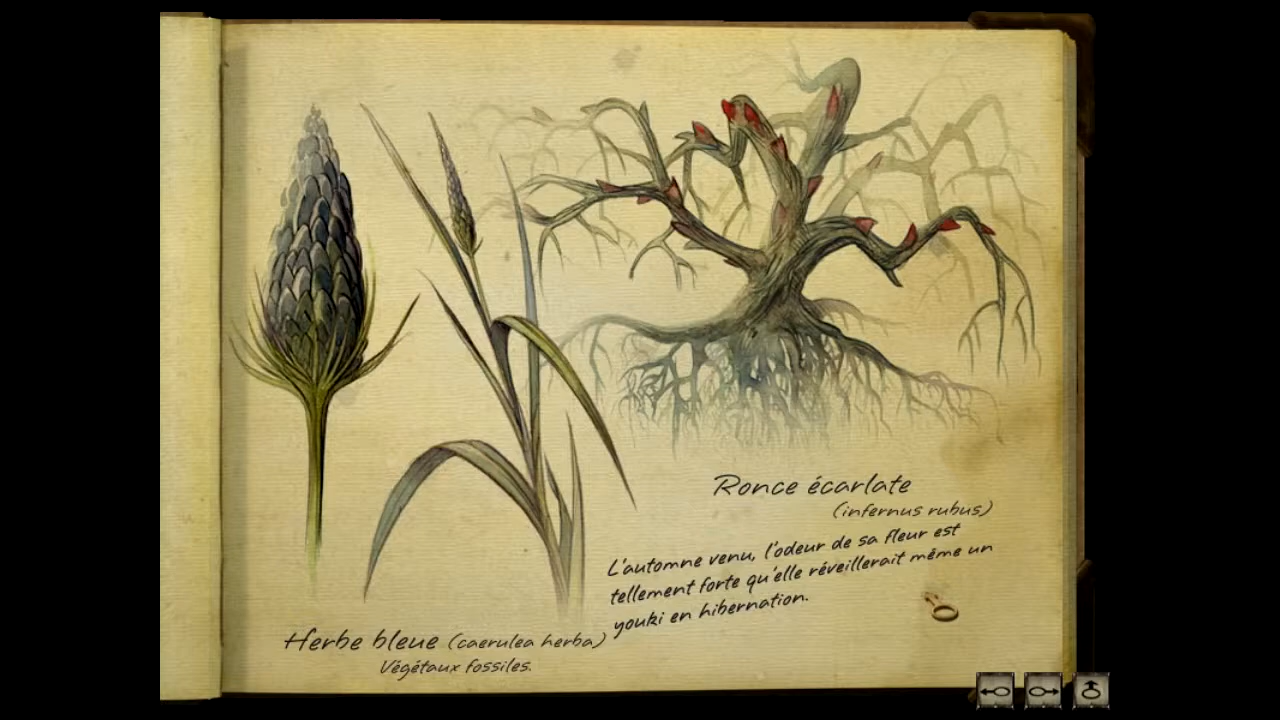 Ronce écarlate
(infernus rubus)
L'automne venu, l'odeur de sa fleur est
tellement forte qu'elle réveillerait même un
youki en hibernation.
Herbe bleue (caerulea herba)
Végétaux fossiles.